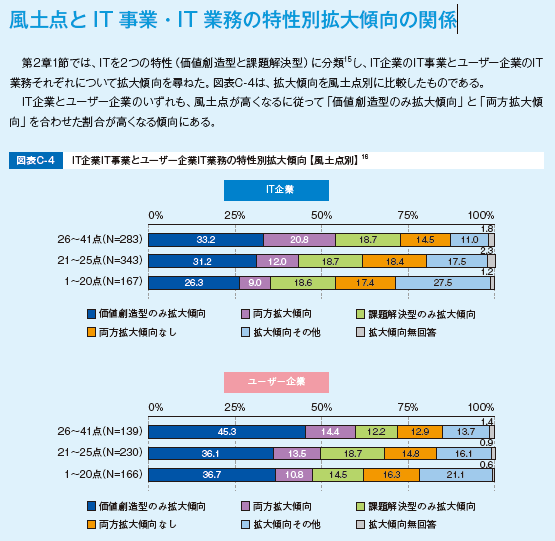 風土点と IT 事業・IT 業務の特性別拡大傾向の関係
第2章1節では、ITを2つの特性（価値創造型と課題解決型）に分類15し、IT企業のIT事業とユーザー企業のIT
業務それぞれについて拡大傾向を尋ねた。図表C-4は、拡大傾向を風土点別に比較したものである。
IT企業とユーザー企業のいずれも、風土点が高くなるに従って「価値創造型のみ拡大傾向」と「両方拡大傾
向」を合わせた割合が高くなる傾向にある。
図表C-4 IT企業IT事業とユーザー企業IT業務の特性別拡大傾向【風土点別】16
IT企業
0% 25% 50% 75% 100%
1.8
26～41点(N=283) 33.2 20.8 18.7 14.5 11.0
2.3
21～25点(N=343) 31.2 12.0 18.7 18.4 17.5
1.2
1～20点(N=167) 26.3 9.0 18.6 17.4 27.5
価値創造型のみ拡大傾向 両方拡大傾向 課題解決型のみ拡大傾向
両方拡大傾向なし 拡大傾向その他 拡大傾向無回答
ユーザー企業
0% 25% 50% 75% 100%
1.4
26～41点(N=139) 45.3 14.4 12.2 12.9 13.7
0.9
21～25点(N=230) 36.1 13.5 18.7 14.8 16.1
0.6
1～20点(N=166) 36.7 10.8 14.5 16.3 21.1
価値創造型のみ拡大傾向 両方拡大傾向 課題解決型のみ拡大傾向
両方拡大傾向なし 拡大傾向その他 拡大傾向無回答